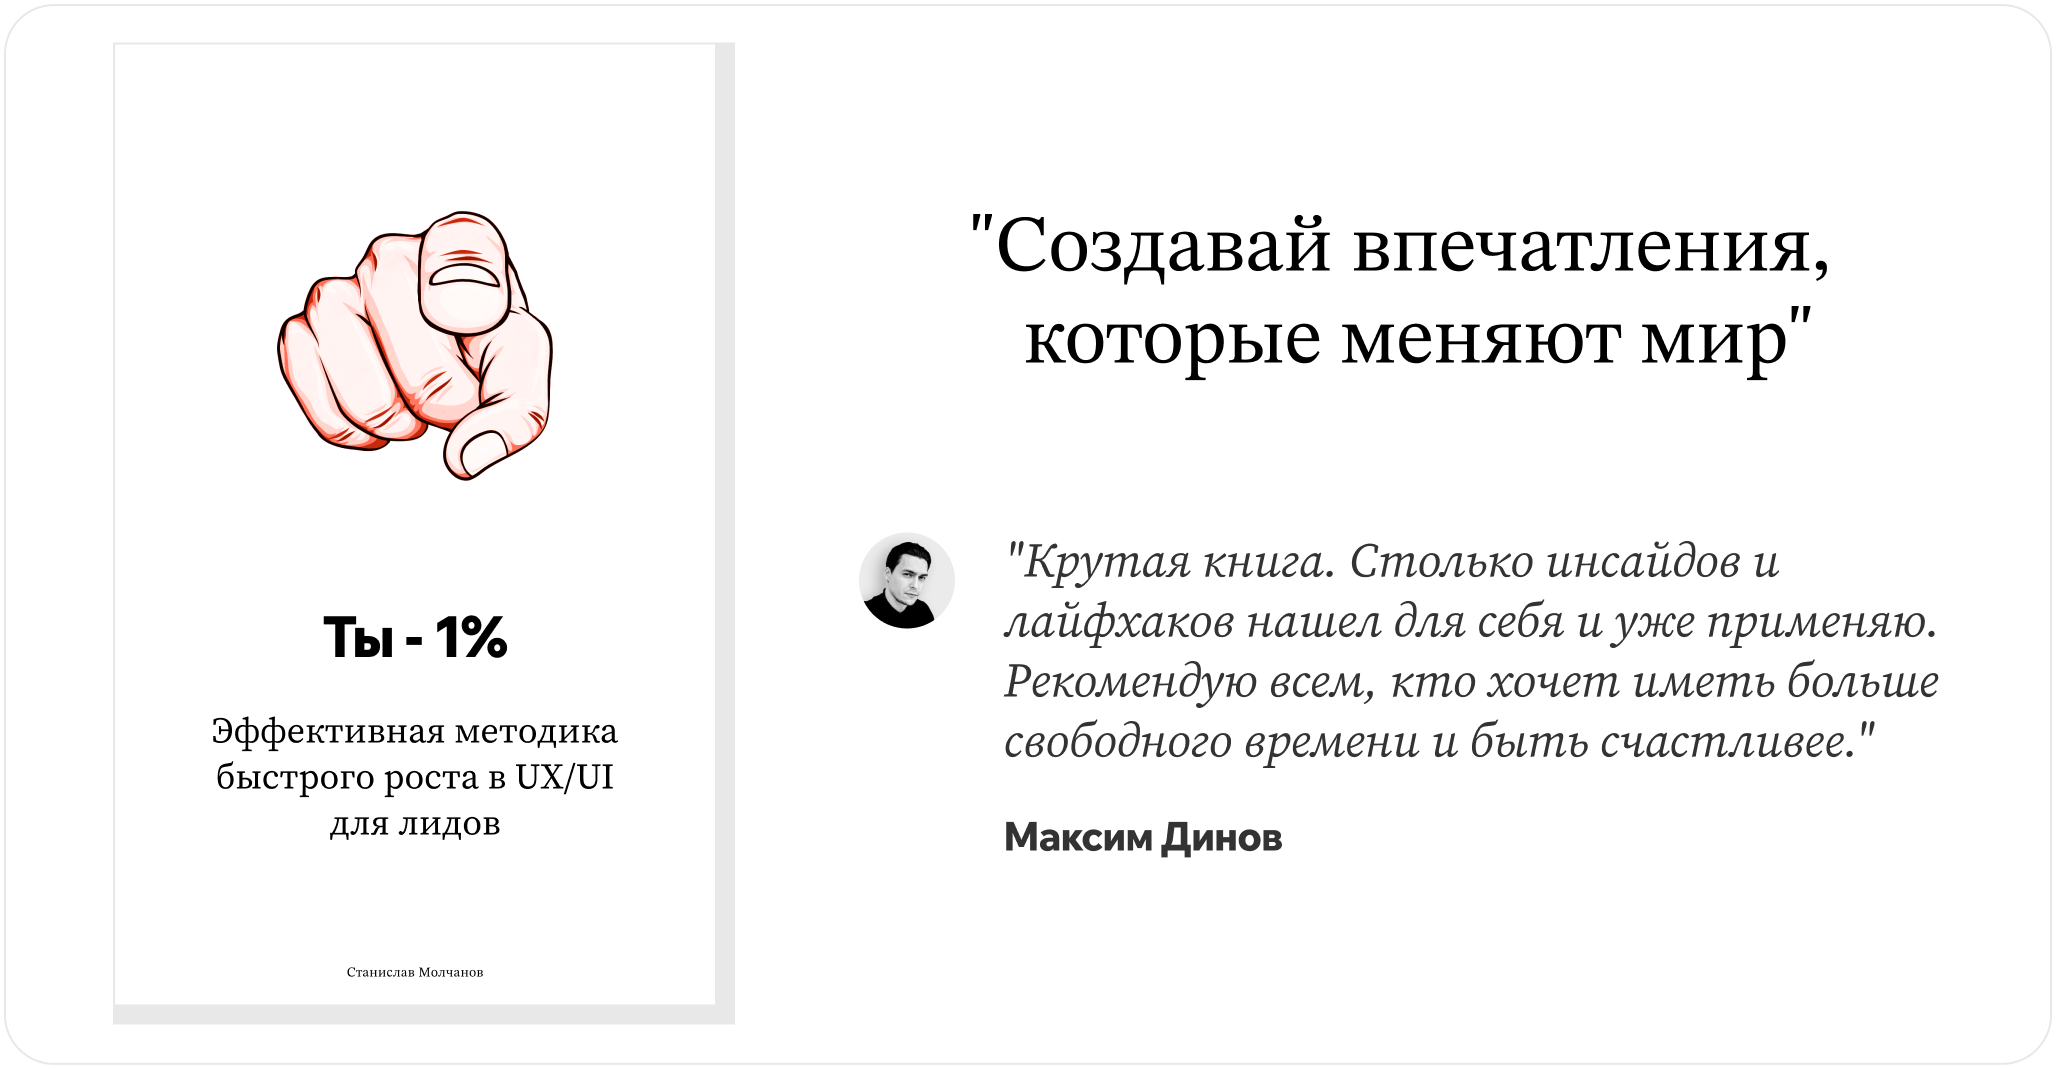 Ты - 1%
Эффективная методика
быстрого роста в UX/UI
для лидов
Станислав Молчанов
"Создавай впечатления,
которые меняют мир"
"Крутая книга. Столько инсайдов и
лайфхаков нашел для себя и уже применяю.
Рекомендую всем, кто хочет иметь больше
свободного времени и быть счастливее."
Максим Динов